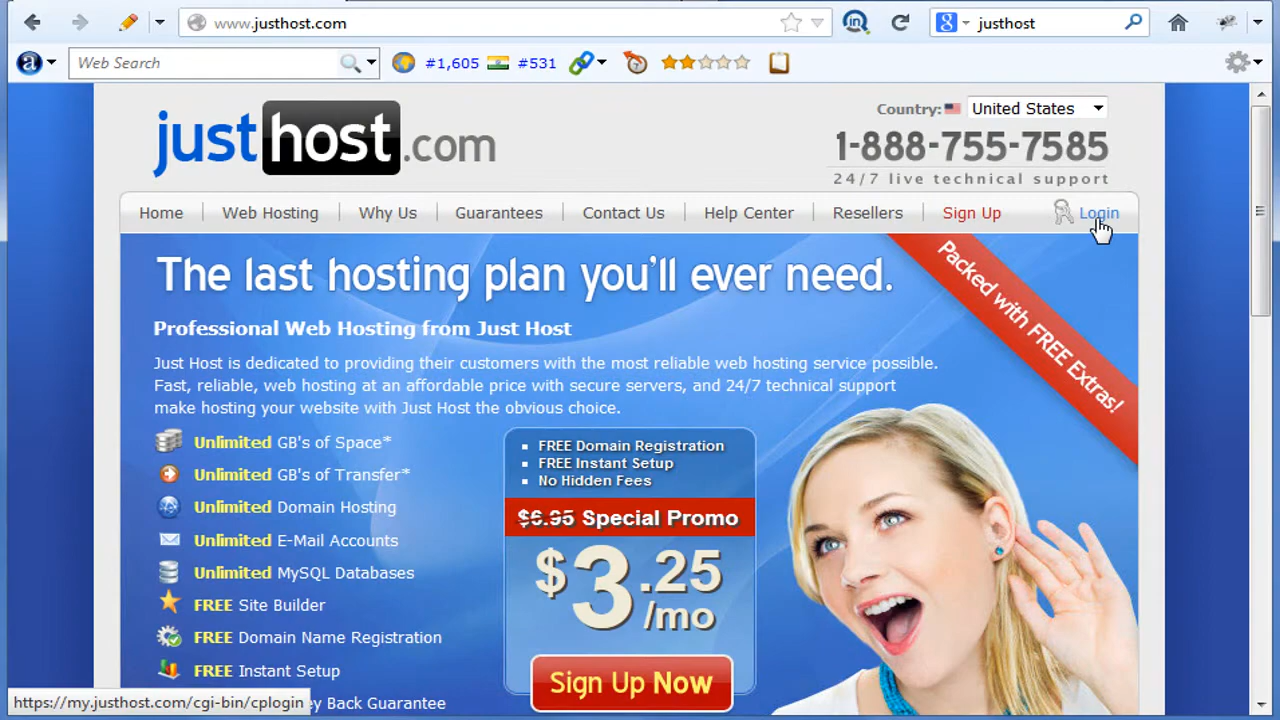 www.justhost.com
justhost
Web Search
#1,605
#531
justhost.com
Country:
United States
1-888-755-7585
24/7 live technical support
Home
Web Hosting
Why Us
Guarantees
Contact Us
Help Center
Resellers
Sign Up
Login
The last hosting plan you'll ever need.
Packed with FREE Extras!
Professional Web Hosting from Just Host
Just Host is dedicated to providing their customers with the most reliable web hosting service possible.
Fast, reliable, web hosting at an affordable price with secure servers, and 24/7 technical support
make hosting your website with Just Host the obvious choice.
Unlimited GB's of Space*
Unlimited GB's of Transfer*
Unlimited Domain Hosting
Unlimited E-Mail Accounts
Unlimited MySQL Databases
FREE Site Builder
FREE Domain Name Registration
FREE Instant Setup
Back Guarantee
FREE Domain Registration
FREE Instant Setup
No Hidden Fees
$6.95 Special Promo
$3.25
/mo
Sign Up Now
https://my.justhost.com/cgi-bin/cplogin